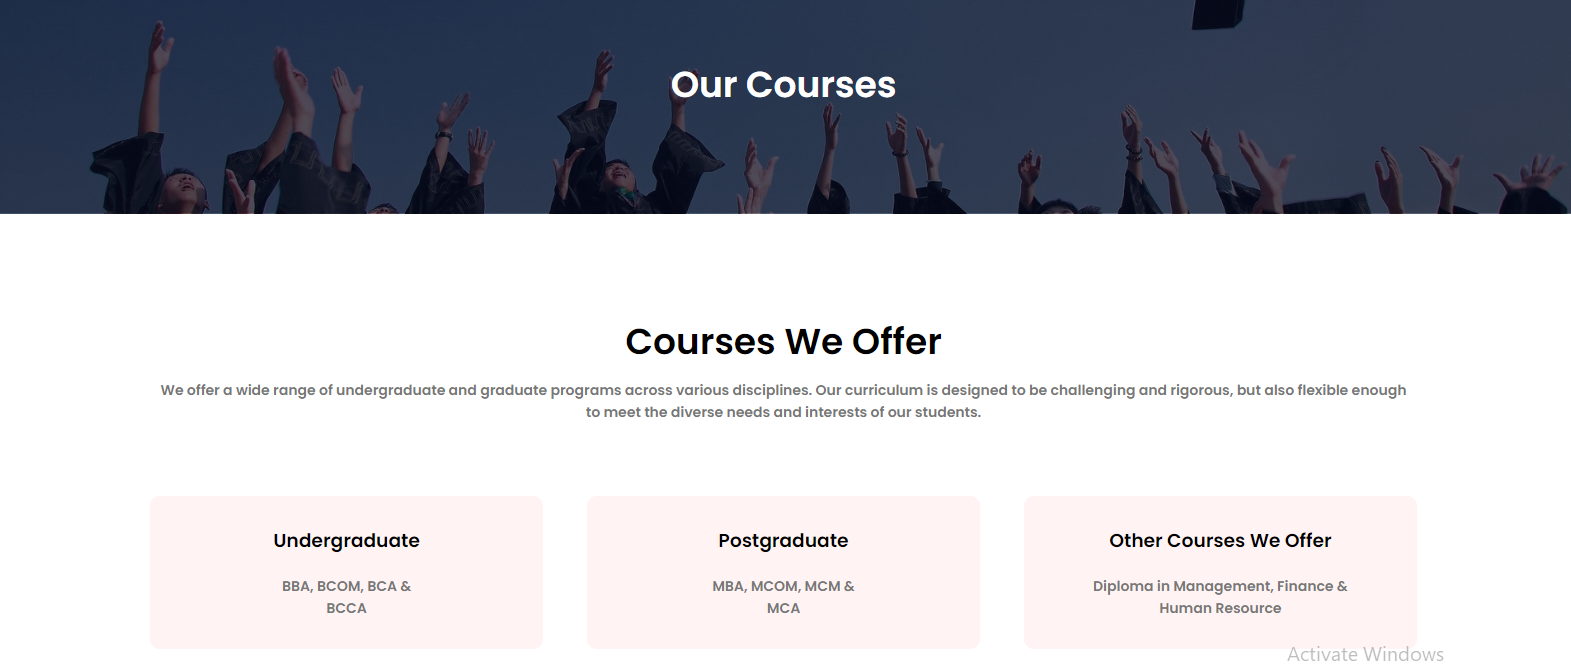 Our Courses
Courses We Offer
We offer a wide range of undergraduate and graduate programs across various disciplines. Our curriculum is designed to be challenging and rigorous, but also flexible enough
to meet the diverse needs and interests of our students.
Undergraduate
BBA, BCOM, BCA &
BCCA
Postgraduate
MBA, MCOM, MCM &
MCA
Other Courses We Offer
Diploma in Management, Finance &
Human Resource
Activate Windows